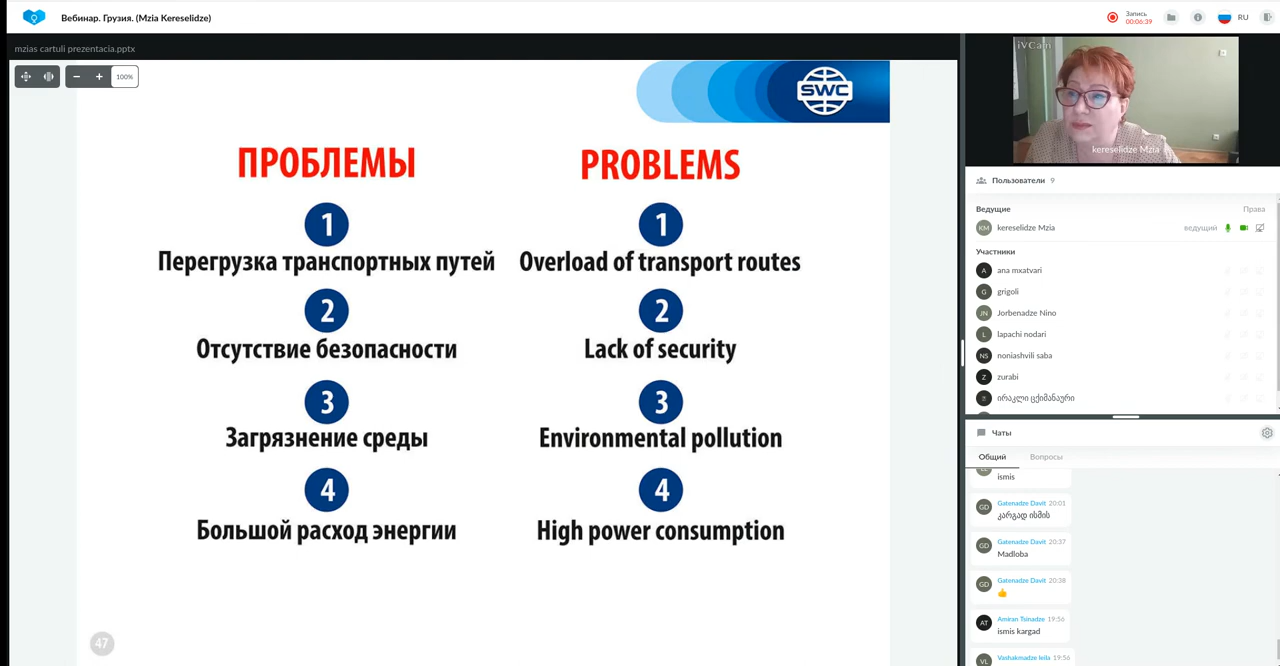 Вебинар. Грузия. (Mzia Kereselidze)
Запись
00:06:39
RU
mzias cartuli prezentacia.pptx
100%
SWC
ПРОБЛЕМЫ
1
Перегрузка транспортных путей
2
Отсутствие безопасности
3
Загрязнение среды
4
Большой расход энергии
PROBLEMS
1
Overload of transport routes
2
Lack of security
3
Environmental pollution
4
High power consumption
47
iVCam
kereselidze Mzia
Пользователи 9
Ведущие Права
KM kereselidze Mzia ведущий
Участники
A ana mxatvari
G grigoli
JN Jorbenadze Nino
L lapachi nodari
NS noniashvili saba
Z zurabi
ირაკლი ცქიმანაური
Чаты
Общий Вопросы
ismis
GD Gatenadze Davit 20:01
კარგად ისმის
GD Gatenadze Davit 20:37
Madloba
GD Gatenadze Davit 20:38
👍
AT Amiran Tsinadze 19:56
ismis kargad
VL Vashakmadze leila 19:56